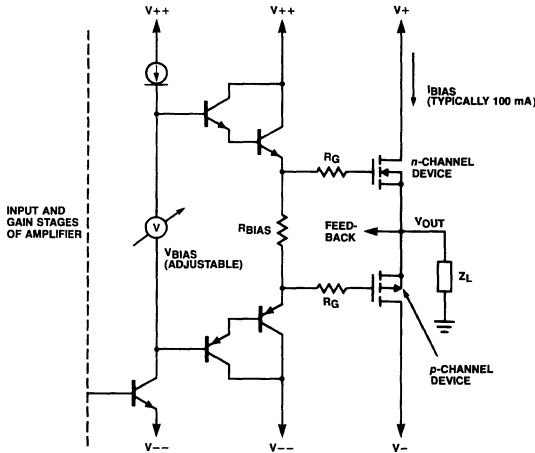 V++
V++
V+
IBIAS
(TYPICALLY 100 mA)
RG
n-CHANNEL
DEVICE
INPUT AND
GAIN STAGES
OF AMPLIFIER
V
VBIAS
(ADJUSTABLE)
RBIAS
FEED-
BACK
VOUT
ZL
RG
p-CHANNEL
DEVICE
V--
V--
V-